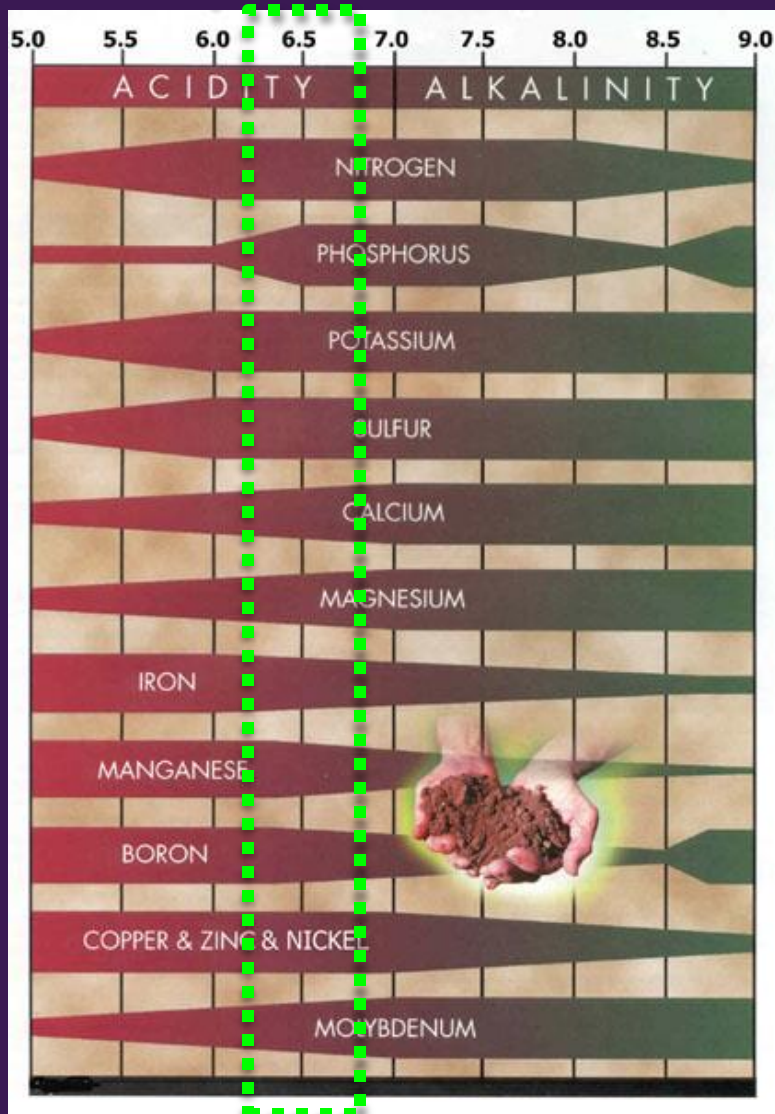 5.0 5.5 6.0 6.5 7.0 7.5 8.0 8.5 9.0
ACIDITY ALKALINITY
NITROGEN
PHOSPHORUS
POTASSIUM
SULFUR
CALCIUM
MAGNESIUM
IRON
MANGANESE
BORON
COPPER & ZINC & NICKEL
MOLYBDENUM